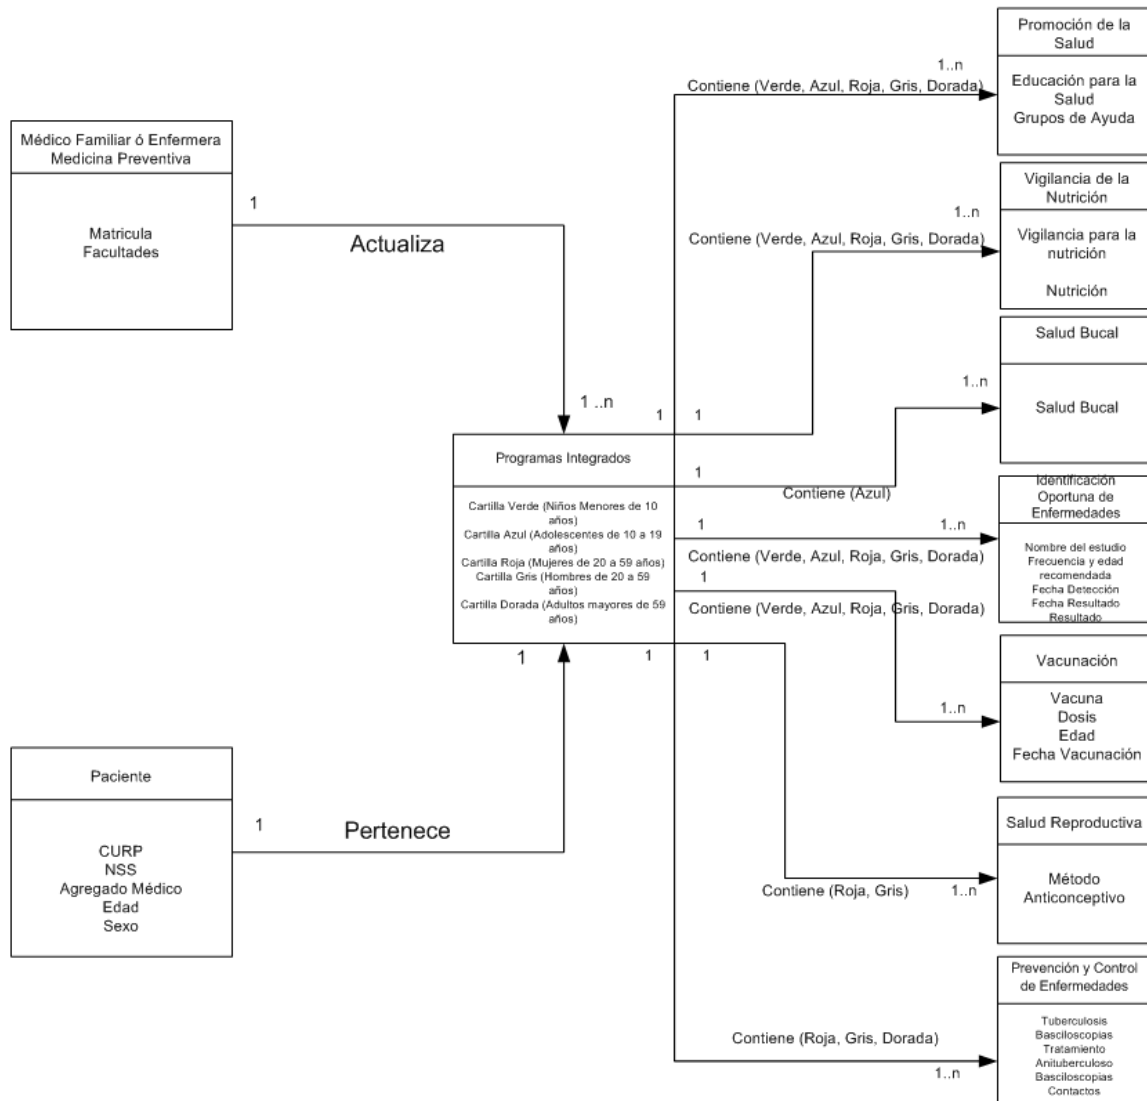 Promoción de la
Salud
1..n
Contiene (Verde, Azul, Roja, Gris, Dorada)
Educación para la
Salud
Grupos de Ayuda
Médico Familiar ó Enfermera
Medicina Preventiva
Matricula
Facultades
1
Actualiza
1 ..n
Vigilancia de la
Nutrición
1..n
Contiene (Verde, Azul, Roja, Gris, Dorada)
Vigilancia para la
nutrición
Nutrición
Salud Bucal
1..n
Salud Bucal
1
1
Programas Integrados
1
Contiene (Azul)
Cartilla Verde (Niños Menores de 10
años)
Cartilla Azul (Adolescentes de 10 a 19
años)
Cartilla Roja (Mujeres de 20 a 59 años)
Cartilla Gris (Hombres de 20 a 59
años)
Cartilla Dorada (Adultos mayores de 59
años)
Identificación
Oportuna de
Enfermedades
1
1..n
Contiene (Verde, Azul, Roja, Gris, Dorada)
Nombre del estudio
Frecuencia y edad
recomendada
Fecha Detección
Fecha Resultado
Resultado
1
Contiene (Verde, Azul, Roja, Gris, Dorada)
1
1
1
Vacunación
1..n
Vacuna
Dosis
Edad
Fecha Vacunación
Paciente
CURP
NSS
Agregado Médico
Edad
Sexo
1
Pertenece
Salud Reproductiva
Contiene (Roja, Gris)
1..n
Método
Anticonceptivo
Prevención y Control
de Enfermedades
Contiene (Roja, Gris, Dorada)
1..n
Tuberculosis
Basciloscopias
Tratamiento
Anituberculoso
Basciloscopias
Contactos